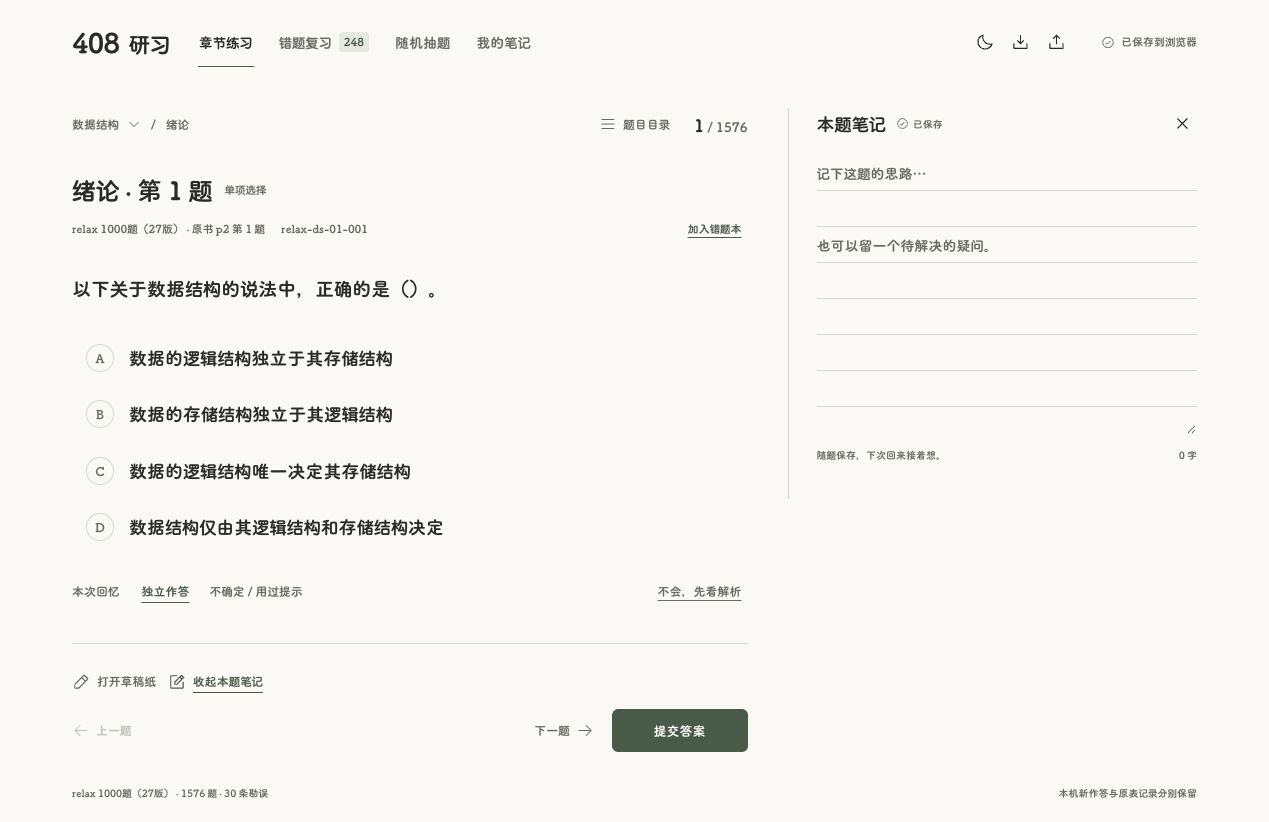 408 研习 章节练习 错题复习 248 随机抽题 我的笔记 已保存到浏览器
数据结构 / 绪论 题目目录 1 / 1576
绪论 · 第 1 题 单项选择
relax 1000题（27版） · 原书 p2 第 1 题 relax-ds-01-001 加入错题本
以下关于数据结构的说法中，正确的是（）。
A 数据的逻辑结构独立于其存储结构
B 数据的存储结构独立于其逻辑结构
C 数据的逻辑结构唯一决定其存储结构
D 数据结构仅由其逻辑结构和存储结构决定
本次回忆 独立作答 不确定 / 用过提示 不会，先看解析
打开草稿纸 收起本题笔记
上一题 下一题 提交答案
本题笔记 已保存
记下这题的思路…
也可以留一个待解决的疑问。
随题保存，下次回来接着想。 0 字
relax 1000题（27版） · 1576 题 · 30 条勘误 本机新作答与原表记录分别保留